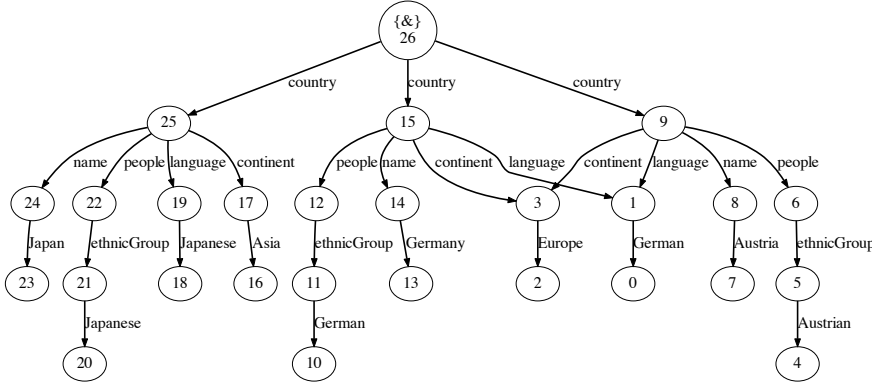 {&}
26
country
country
country
25
15
9
name
people
language
continent
people
name
continent
language
continent
language
name
people
24
22
19
17
12
14
3
1
8
6
Japan
ethnicGroup
Japanese
Asia
ethnicGroup
Germany
Europe
German
Austria
ethnicGroup
23
21
18
16
11
13
2
0
7
5
Japanese
German
Austrian
20
10
4